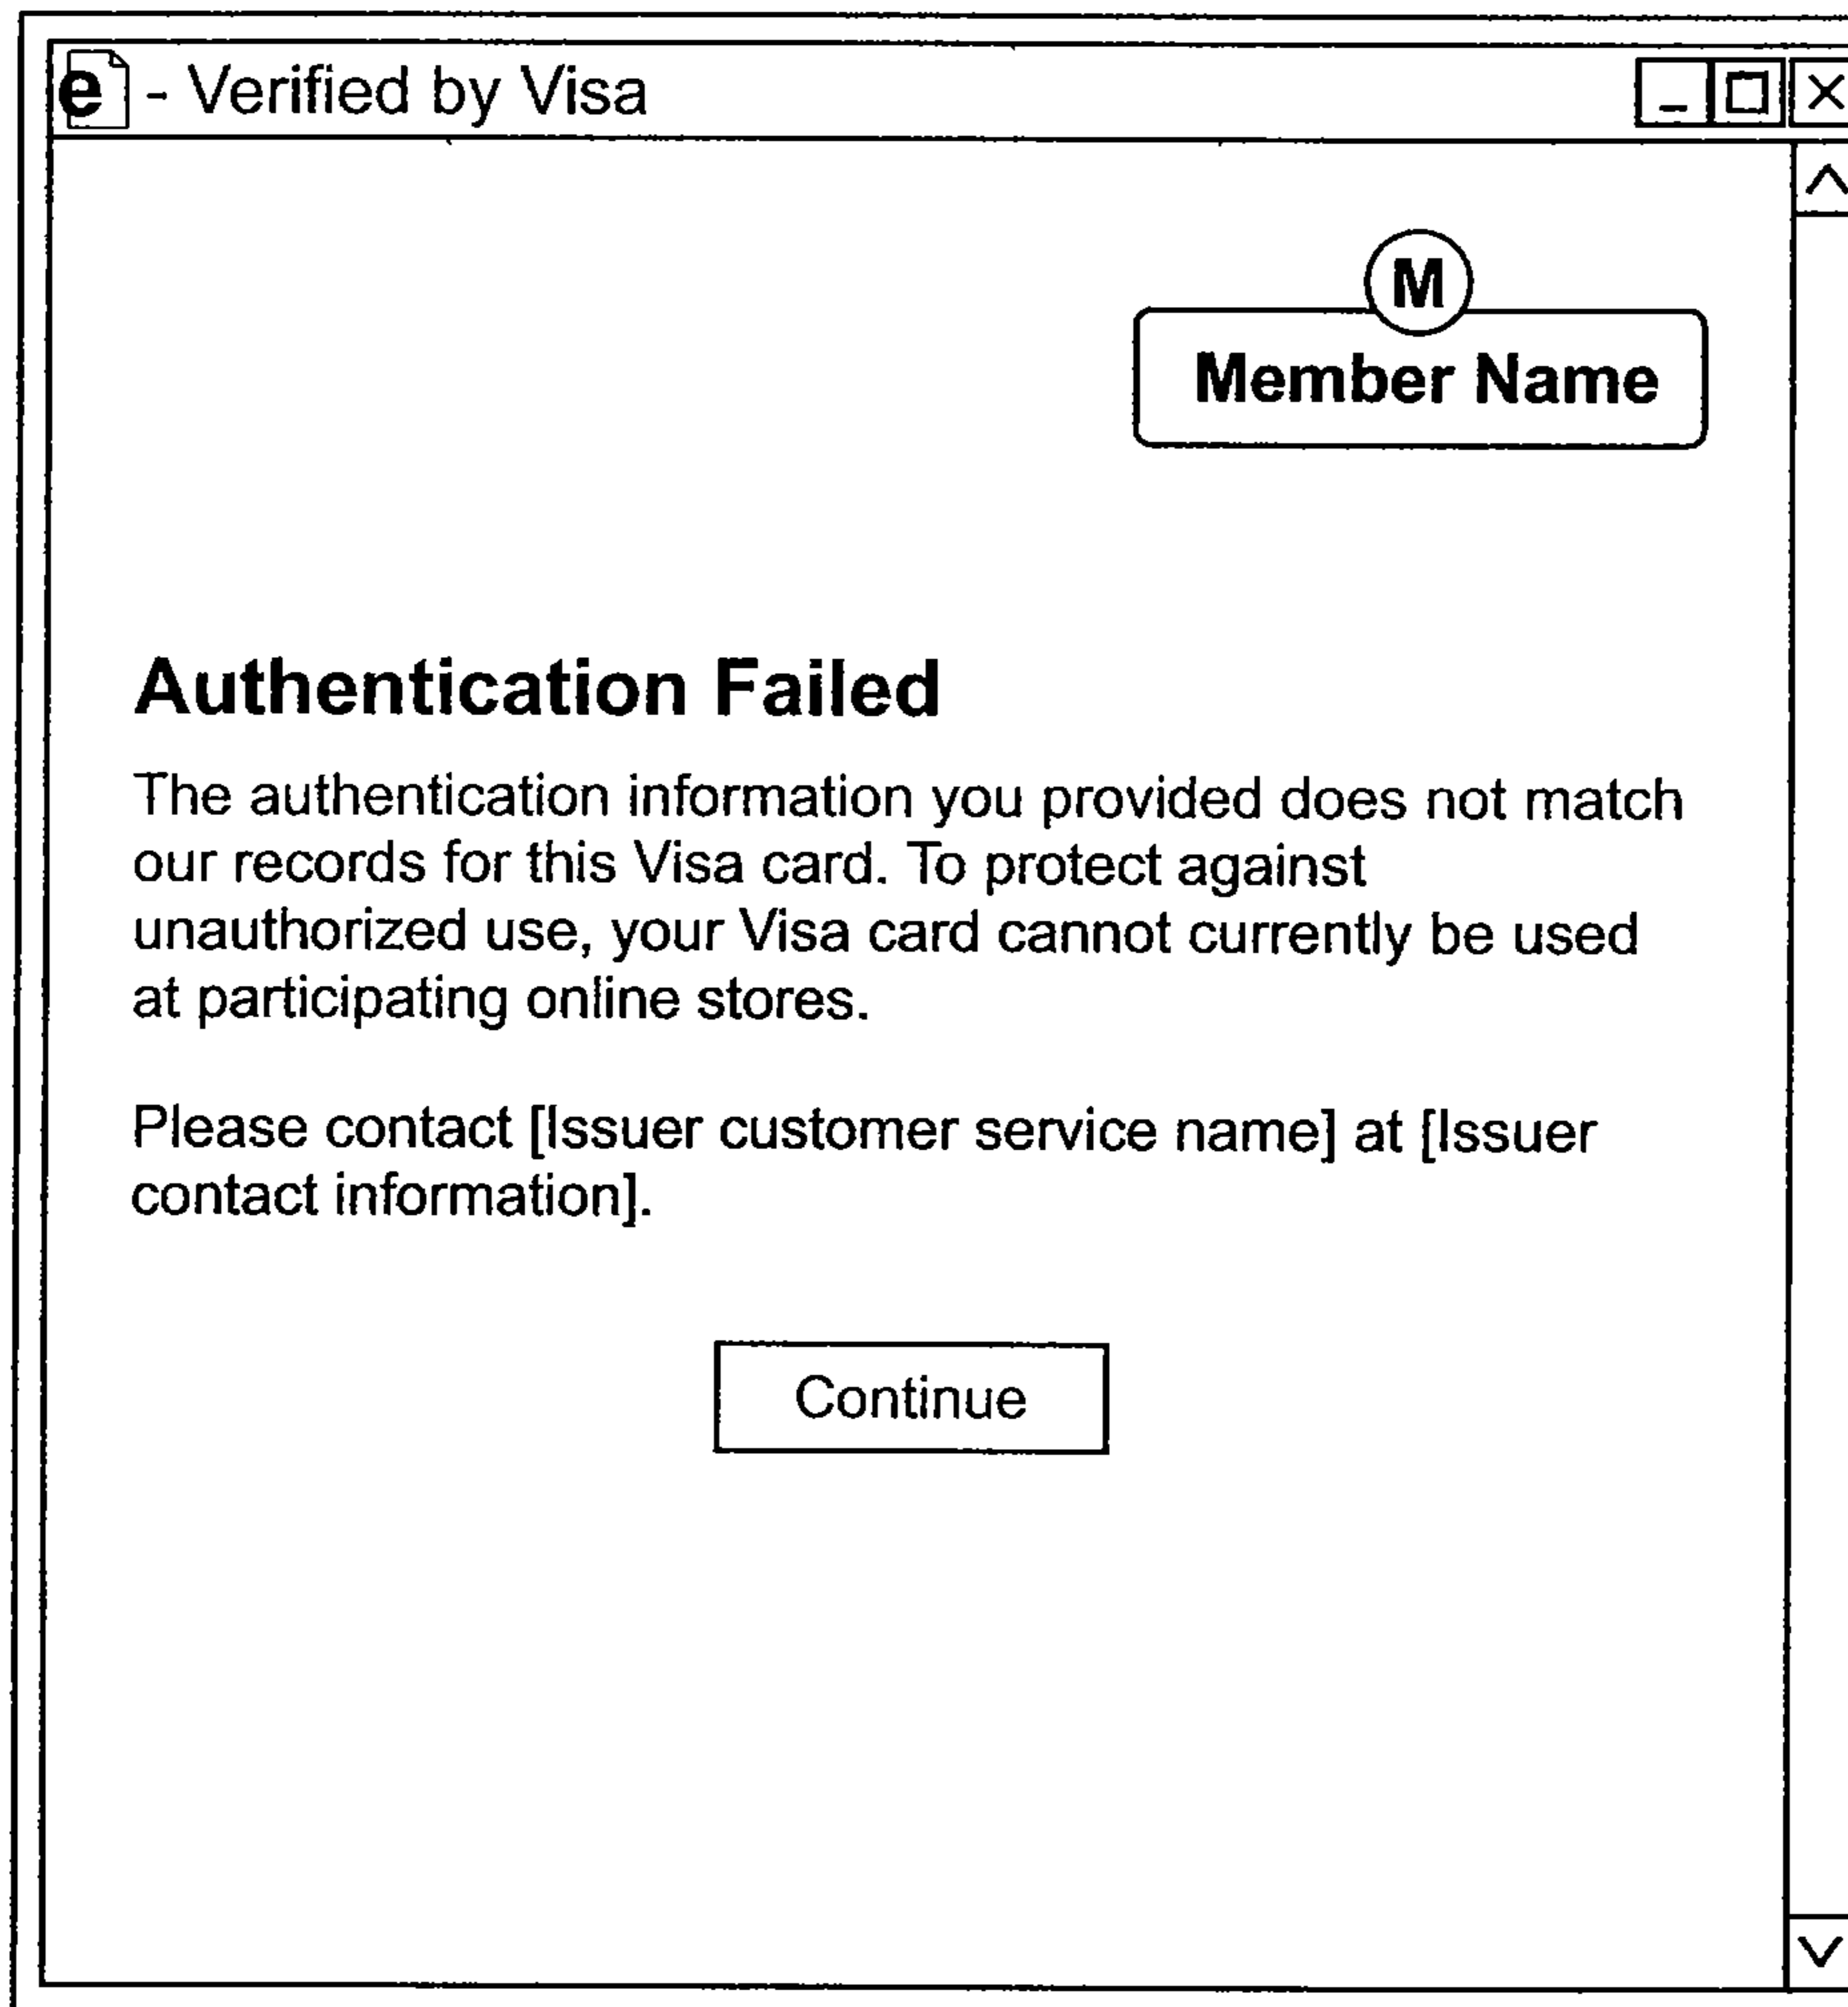 e - Verified by Visa
M
Member Name
Authentication Failed
The authentication information you provided does not match
our records for this Visa card. To protect against
unauthorized use, your Visa card cannot currently be used
at participating online stores.
Please contact [Issuer customer service name] at [Issuer
contact information].
Continue